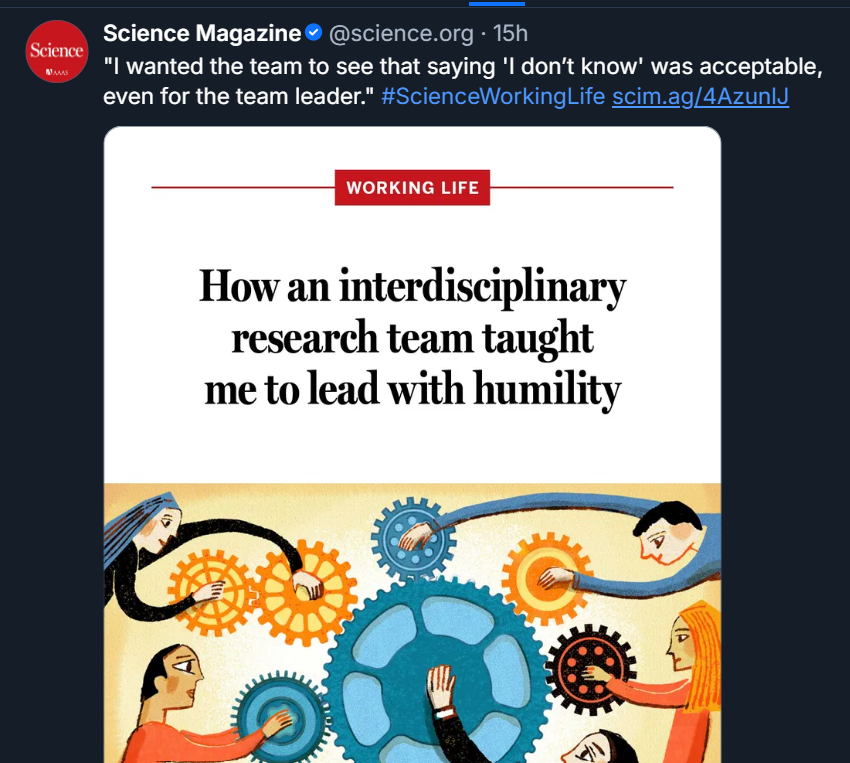 Science
AAAS
Science Magazine @science.org · 15h
"I wanted the team to see that saying 'I don’t know' was acceptable,
even for the team leader." #ScienceWorkingLife scim.ag/4AzunlJ
WORKING LIFE
How an interdisciplinary
research team taught
me to lead with humility